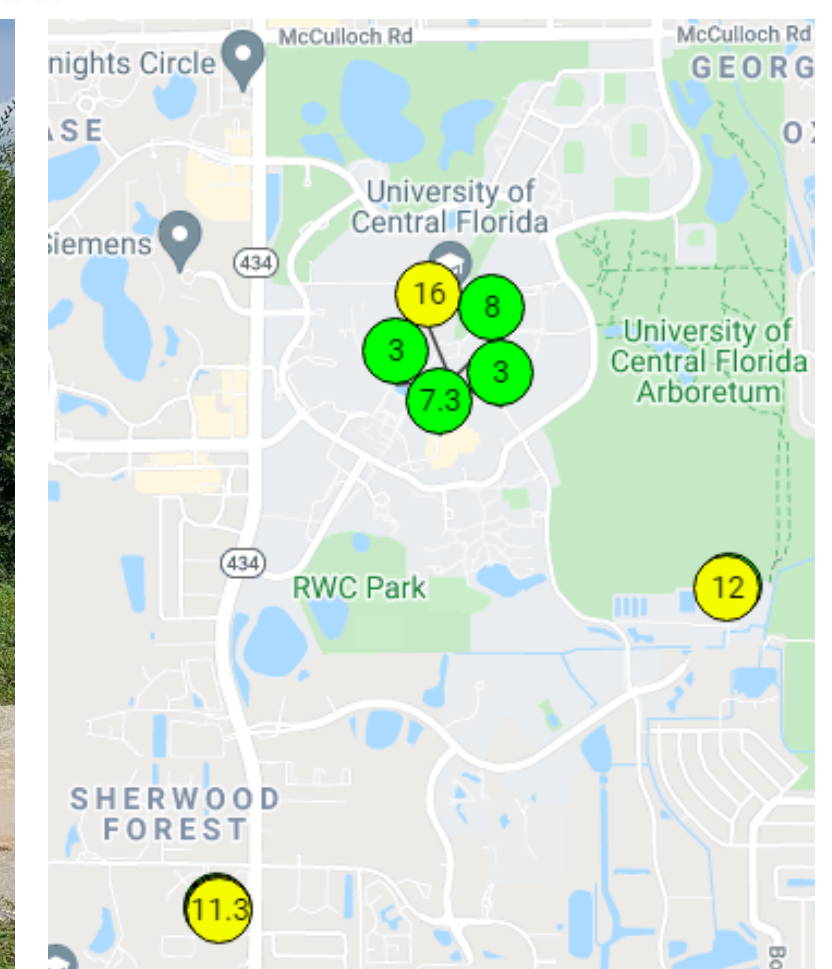 McCulloch Rd
McCulloch Rd
nights Circle
GEORG
ASE
OX
University of
Central Florida
Siemens
434
16
8
3
3
7.3
University of
Central Florida
Arboretum
434
RWC Park
12
SHERWOOD
FOREST
11.3
Bo